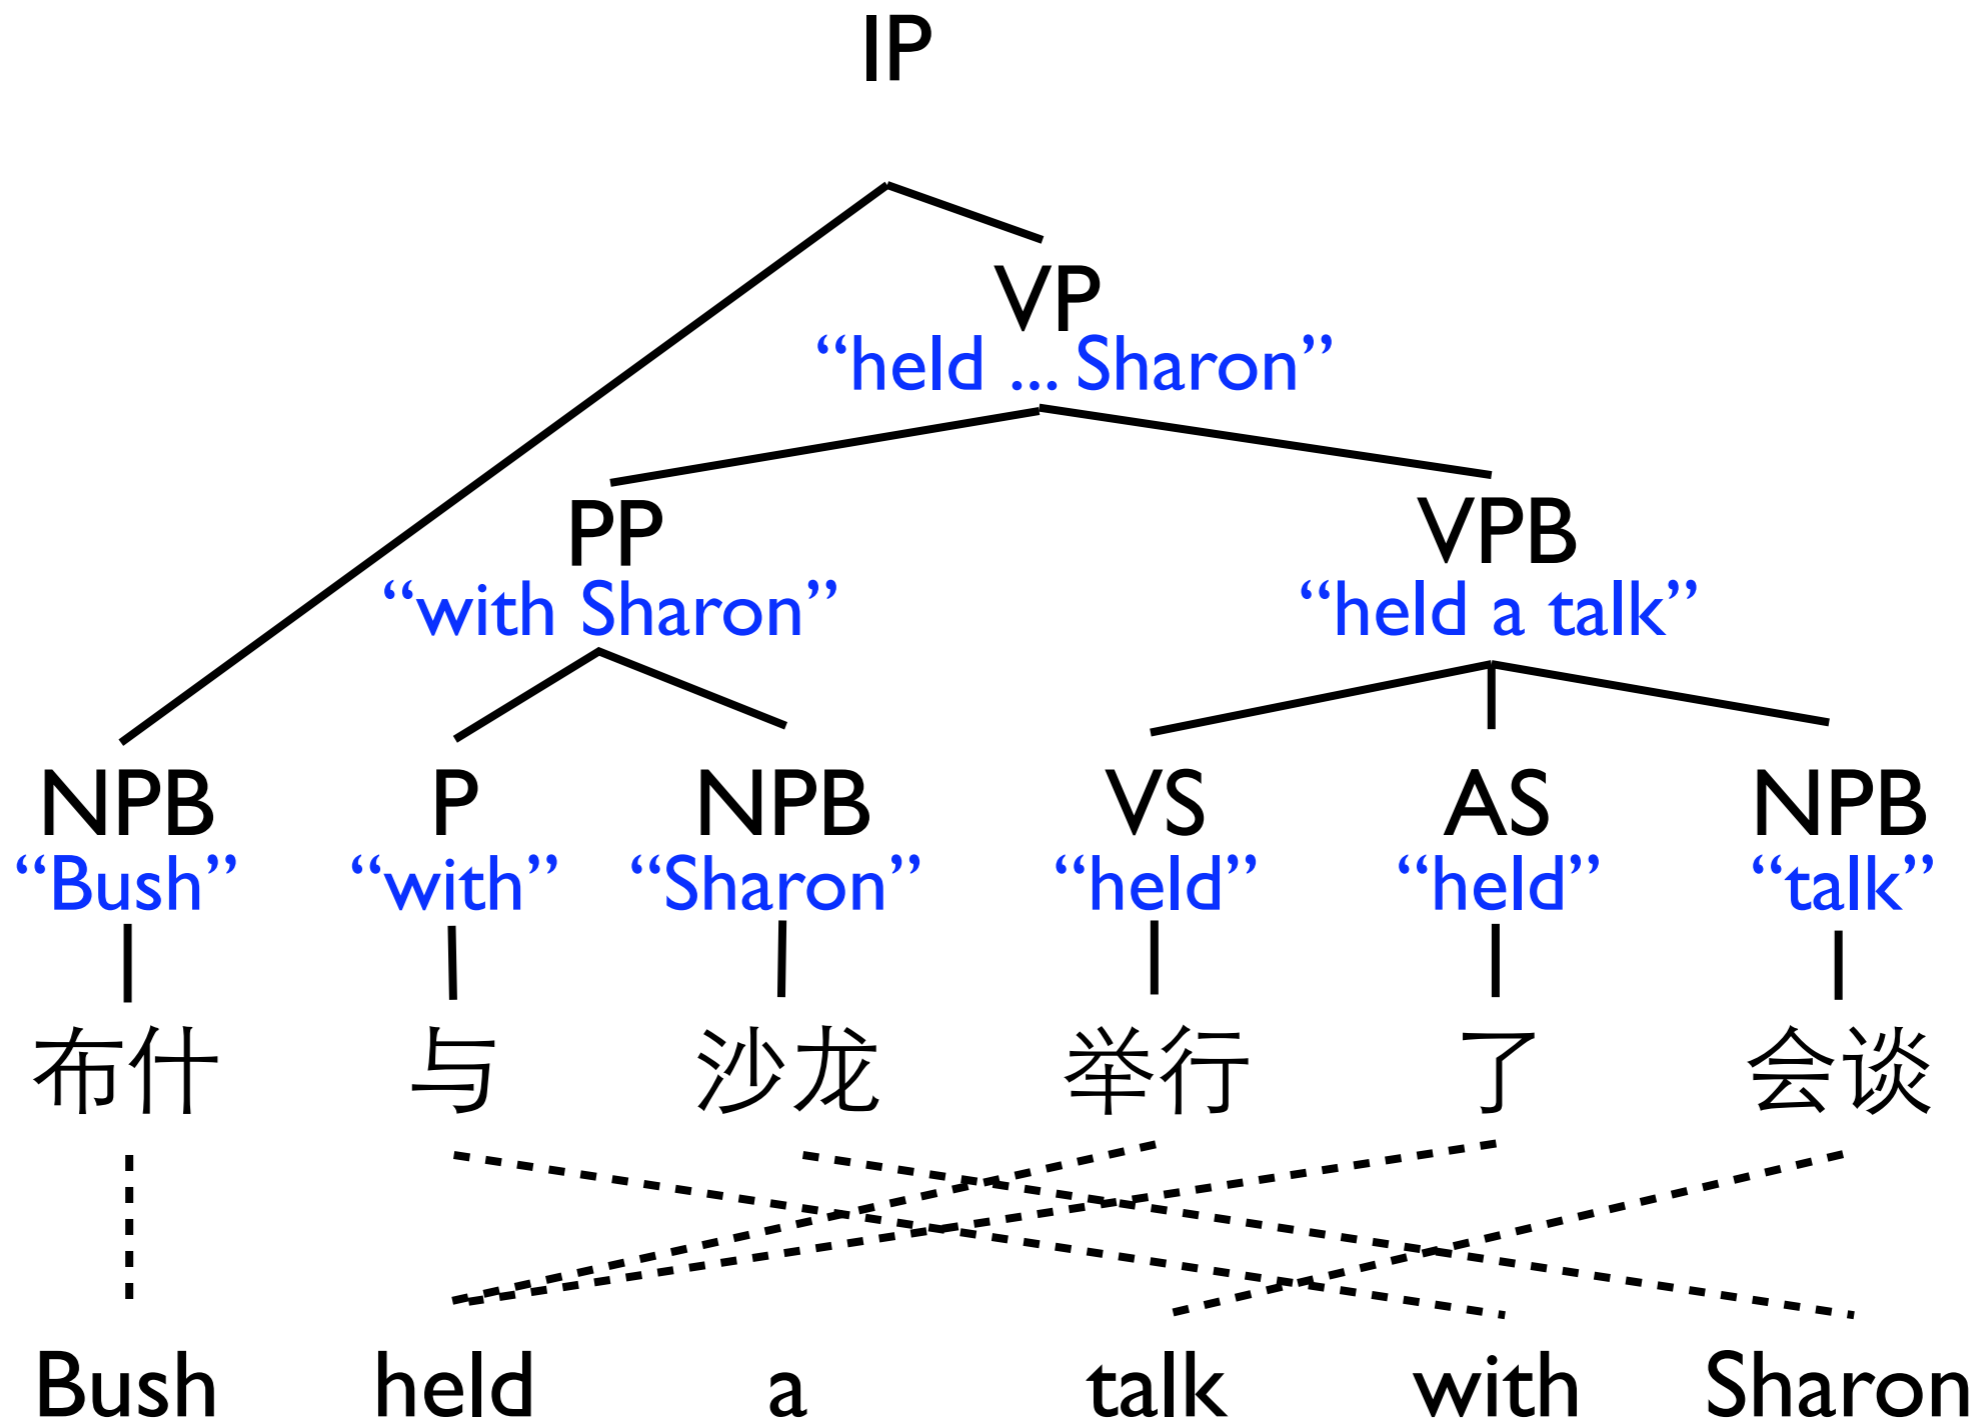 IP
VP
“held ... Sharon”
PP VPB
“with Sharon” “held a talk”
NPB P NPB VS AS NPB
“Bush” “with” “Sharon” “held” “held” “talk”
布什 与 沙龙 举行 了 会谈
Bush held a talk with Sharon